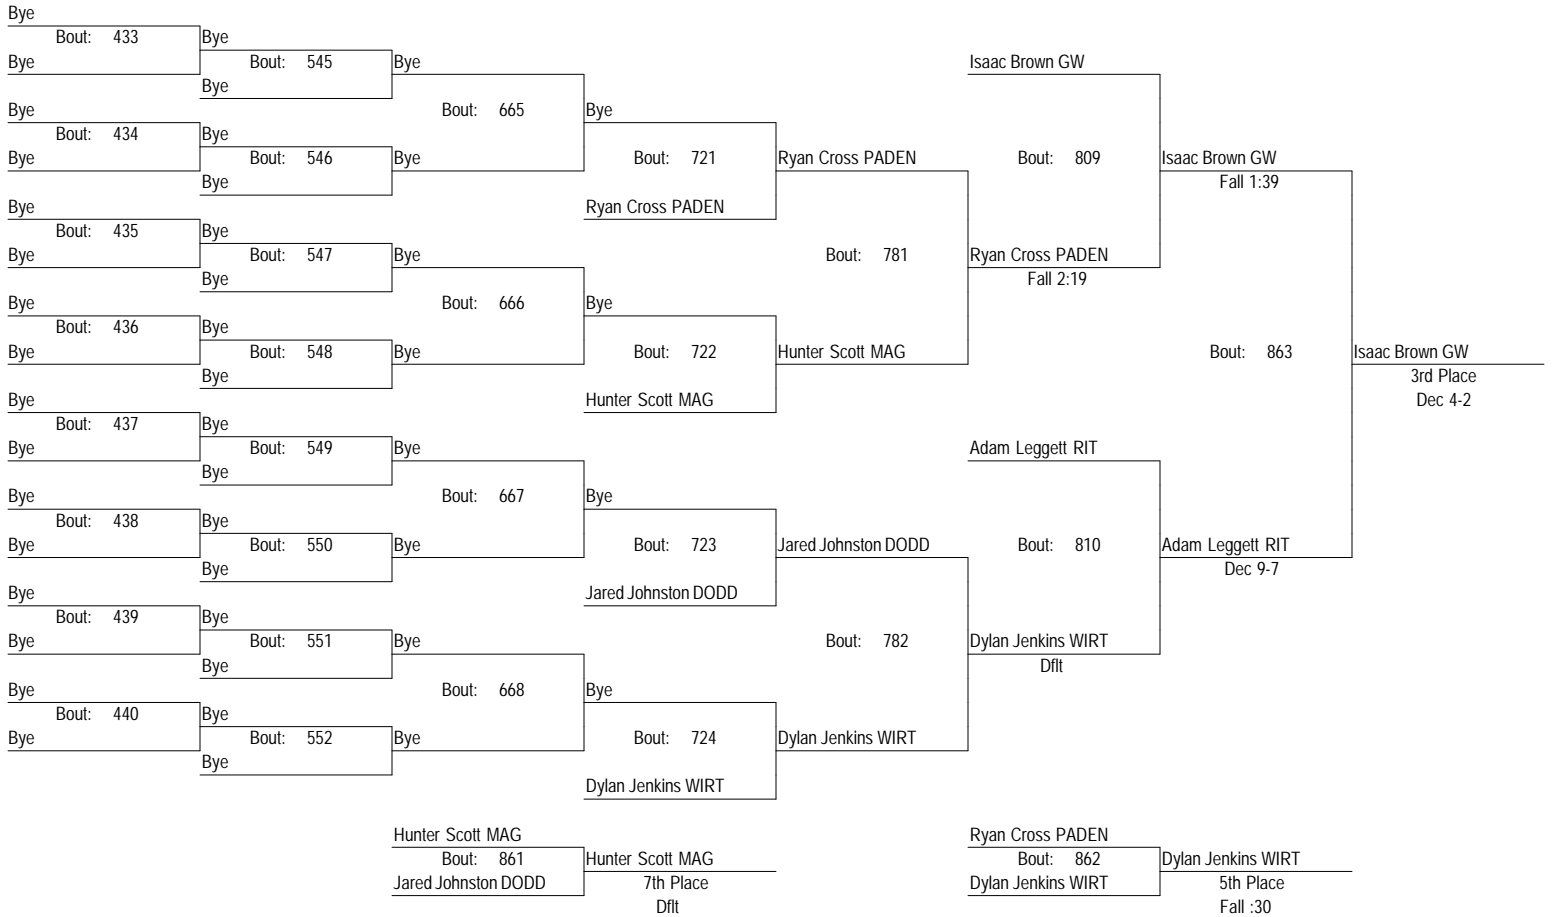 Bye
Bout: 433 Bye
Bye Bout: 545 Bye Isaac Brown GW
Bye
Bye Bout: 665 Bye
Bout: 434 Bye
Bye Bout: 546 Bye Bout: 721 Ryan Cross PADEN Bout: 809 Isaac Brown GW
Bye Fall 1:39
Bye Ryan Cross PADEN
Bout: 435 Bye
Bye Bout: 547 Bye Bout: 781 Ryan Cross PADEN
Bye Fall 2:19
Bye Bout: 666 Bye
Bout: 436 Bye
Bye Bout: 548 Bye Bout: 722 Hunter Scott MAG Bout: 863 Isaac Brown GW
Bye 3rd Place
Bye Hunter Scott MAG Dec 4-2
Bout: 437 Bye
Bye Bout: 549 Bye Adam Leggett RIT
Bye
Bye Bout: 667 Bye
Bout: 438 Bye
Bye Bout: 550 Bye Bout: 723 Jared Johnston DODD Bout: 810 Adam Leggett RIT
Bye Dec 9-7
Bye Jared Johnston DODD
Bout: 439 Bye
Bye Bout: 551 Bye Bout: 782 Dylan Jenkins WIRT
Bye Dflt
Bye Bout: 668 Bye
Bout: 440 Bye
Bye Bout: 552 Bye Bout: 724 Dylan Jenkins WIRT
Bye
Dylan Jenkins WIRT
Hunter Scott MAG Ryan Cross PADEN
Bout: 861 Hunter Scott MAG Bout: 862 Dylan Jenkins WIRT
Jared Johnston DODD 7th Place Dylan Jenkins WIRT 5th Place
Dflt Fall :30